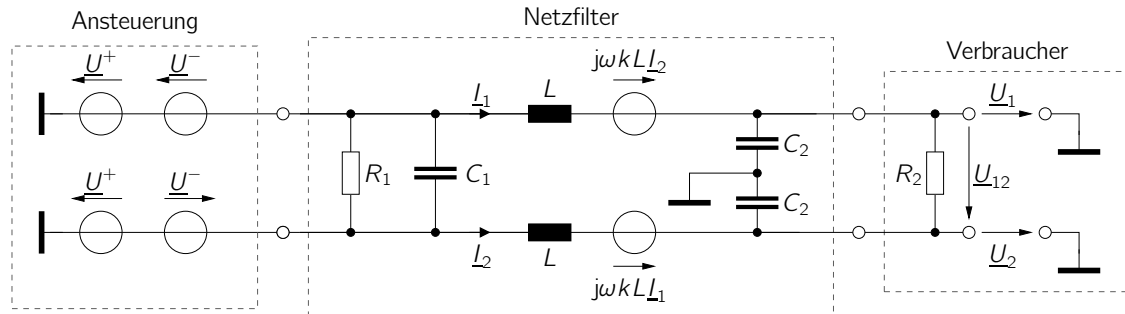 Ansteuerung
Netzfilter
Verbraucher
U⁺ U⁻
jωkLI₂
I₁ L
U₁
R₁ C₁
C₂
C₂
R₂ U₁₂
U⁺ U⁻
I₂ L
U₂
jωkLI₁